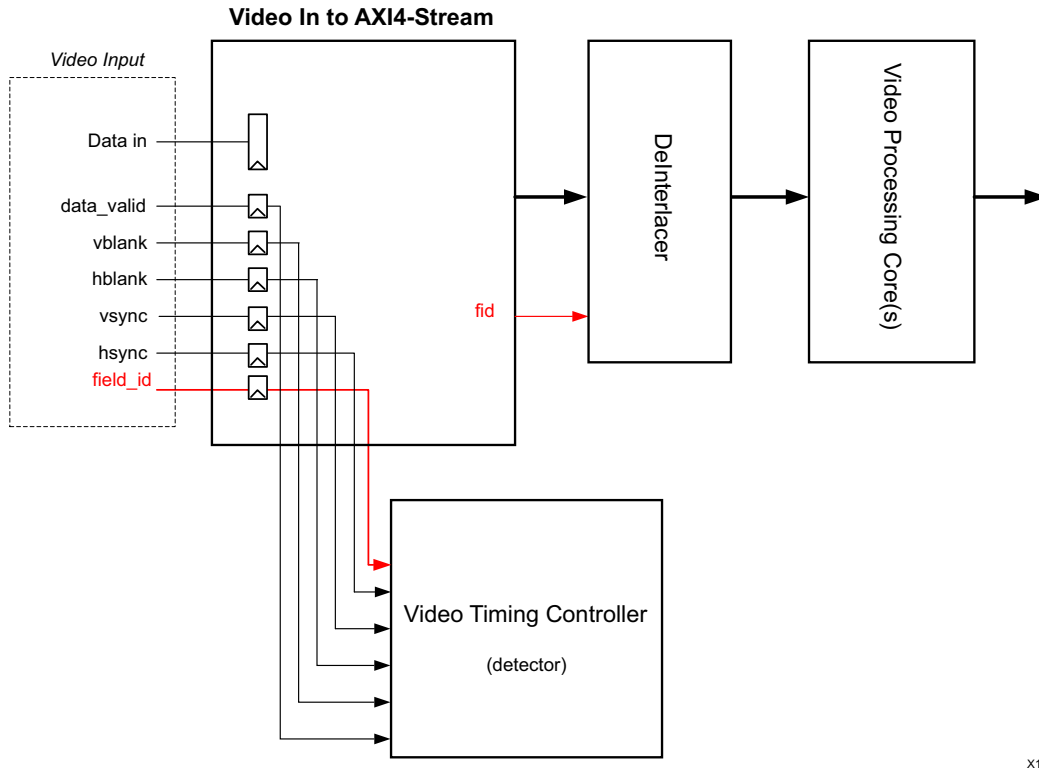 Video In to AXI4-Stream
Video Input
Data in
data_valid
vblank
hblank
vsync
hsync
field_id
fid
DeInterlacer
Video Processing
Core(s)
Video Timing Controller
(detector)
X1